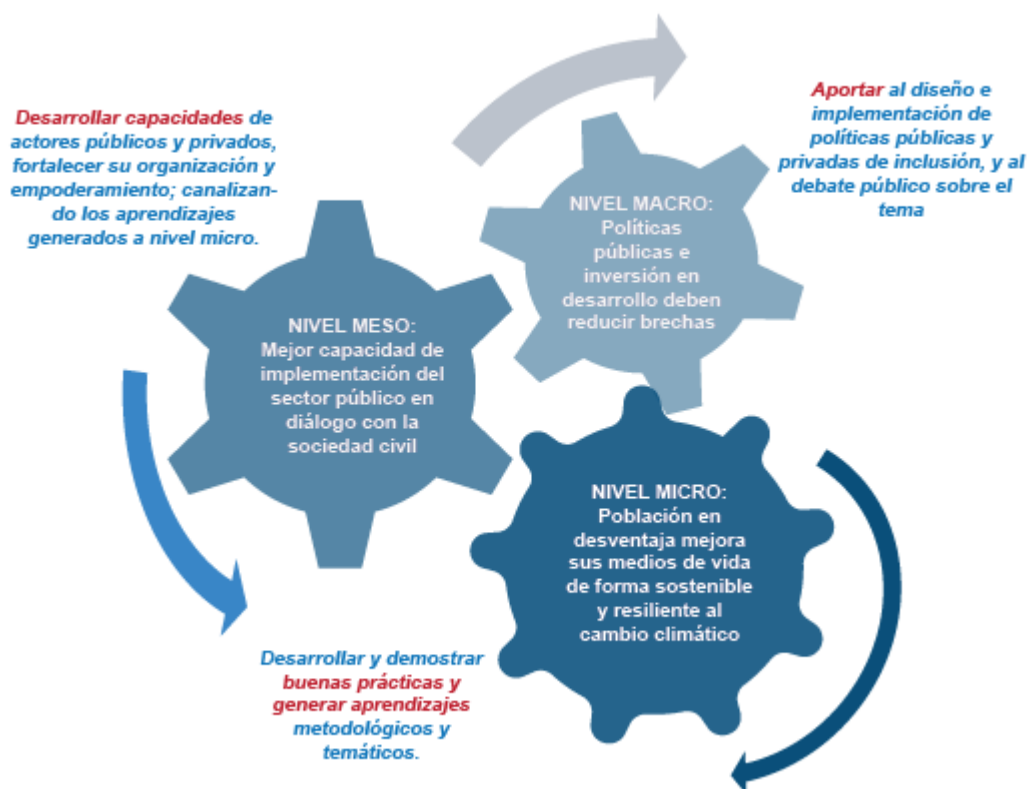 Desarrollar capacidades de
actores públicos y privados,
fortalecer su organización y
empoderamiento; canalizan-
do los aprendizajes
generados a nivel micro.
Aportar al diseño e
implementación de
políticas públicas y
privadas de inclusión, y al
debate público sobre el
tema
NIVEL MACRO:
Políticas
públicas e
inversión en
desarrollo deben
reducir brechas
NIVEL MESO:
Mejor capacidad de
implementación del
sector público en
diálogo con la
sociedad civil
NIVEL MICRO:
Población en
desventaja mejora
sus medios de vida
de forma sostenible
y resiliente al
cambio climático
Desarrollar y demostrar
buenas prácticas y
generar aprendizajes
metodológicos y
temáticos.